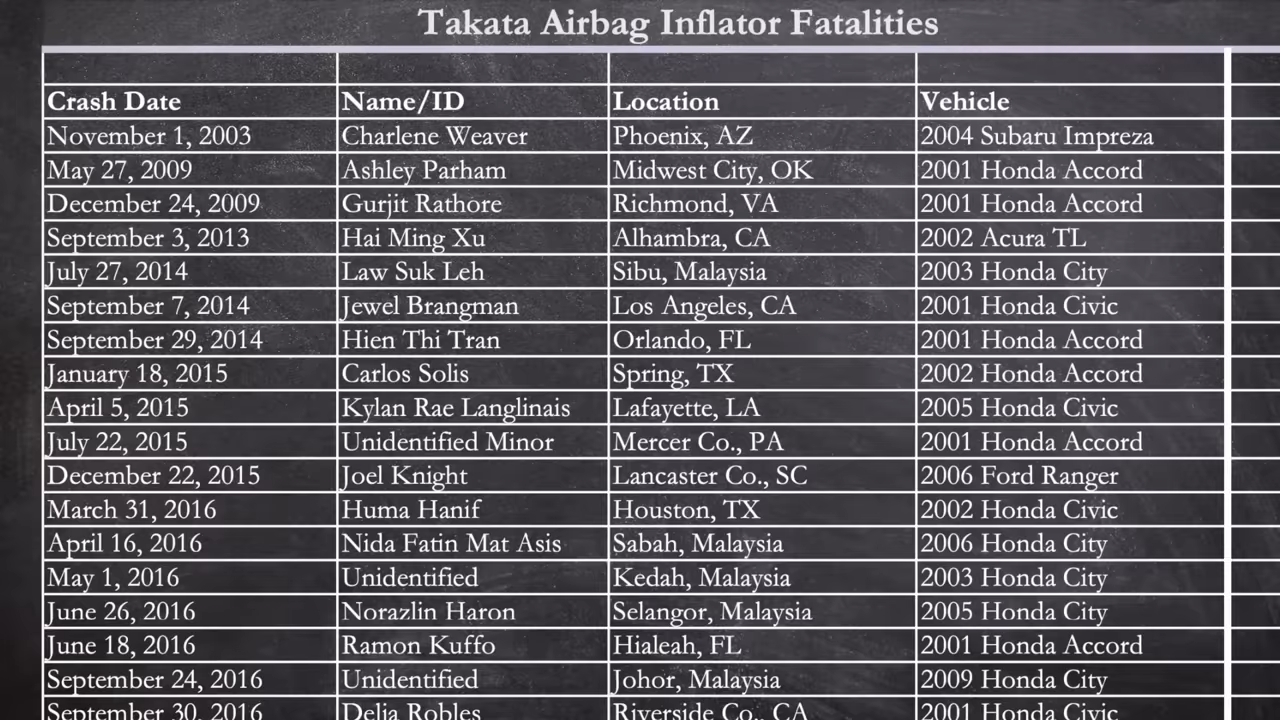 Takata Airbag Inflator Fatalities
Crash Date Name/ID Location Vehicle
November 1, 2003 Charlene Weaver Phoenix, AZ 2004 Subaru Impreza
May 27, 2009 Ashley Parham Midwest City, OK 2001 Honda Accord
December 24, 2009 Gurjit Rathore Richmond, VA 2001 Honda Accord
September 3, 2013 Hai Ming Xu Alhambra, CA 2002 Acura TL
July 27, 2014 Law Suk Leh Sibu, Malaysia 2003 Honda City
September 7, 2014 Jewel Brangman Los Angeles, CA 2001 Honda Civic
September 29, 2014 Hien Thi Tran Orlando, FL 2001 Honda Accord
January 18, 2015 Carlos Solis Spring, TX 2002 Honda Accord
April 5, 2015 Kylan Rae Langlinais Lafayette, LA 2005 Honda Civic
July 22, 2015 Unidentified Minor Mercer Co., PA 2001 Honda Accord
December 22, 2015 Joel Knight Lancaster Co., SC 2006 Ford Ranger
March 31, 2016 Huma Hanif Houston, TX 2002 Honda Civic
April 16, 2016 Nida Fatin Mat Asis Sabah, Malaysia 2006 Honda City
May 1, 2016 Unidentified Kedah, Malaysia 2003 Honda City
June 26, 2016 Norazlin Haron Selangor, Malaysia 2005 Honda City
June 18, 2016 Ramon Kuffo Hialeah, FL 2001 Honda Accord
September 24, 2016 Unidentified Johor, Malaysia 2009 Honda City
September 30, 2016 Delia Robles Riverside Co., CA 2001 Honda Civic